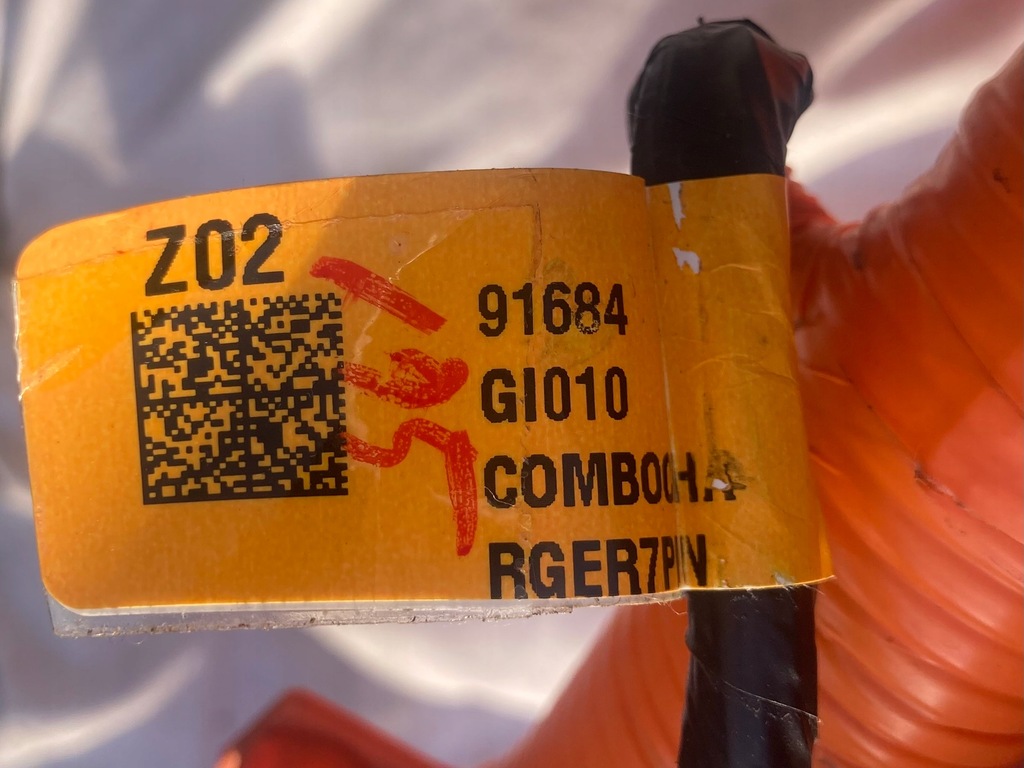 Z02
91684
GI010
COMBOCHA
RGER7PIN